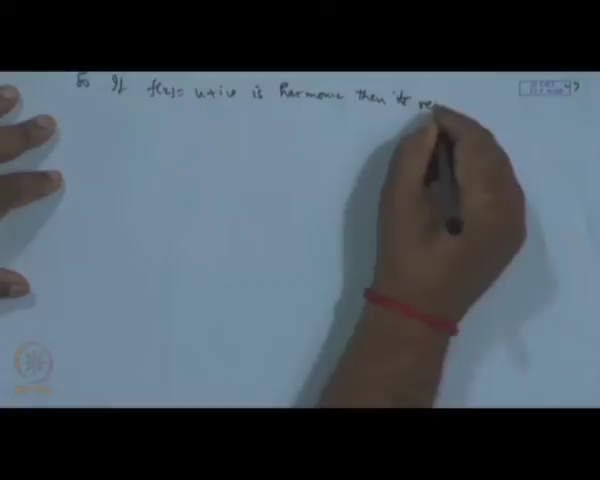 So If f(z) = u+iv is harmonic then its re